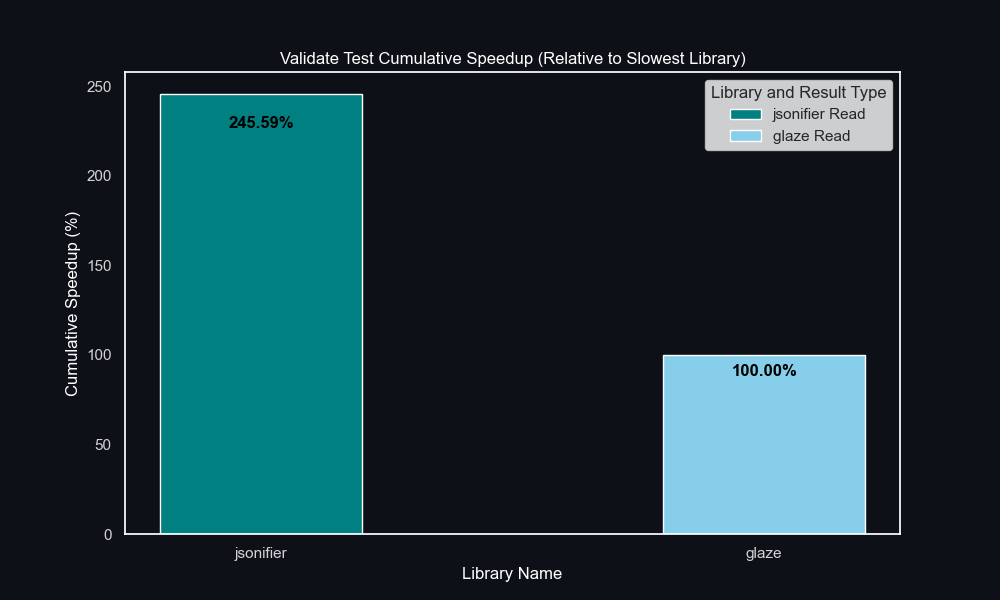 Validate Test Cumulative Speedup (Relative to Slowest Library)
Library and Result Type
jsonifier Read
glaze Read
Cumulative Speedup (%)
250
200
150
100
50
0
245.59%
100.00%
jsonifier
glaze
Library Name